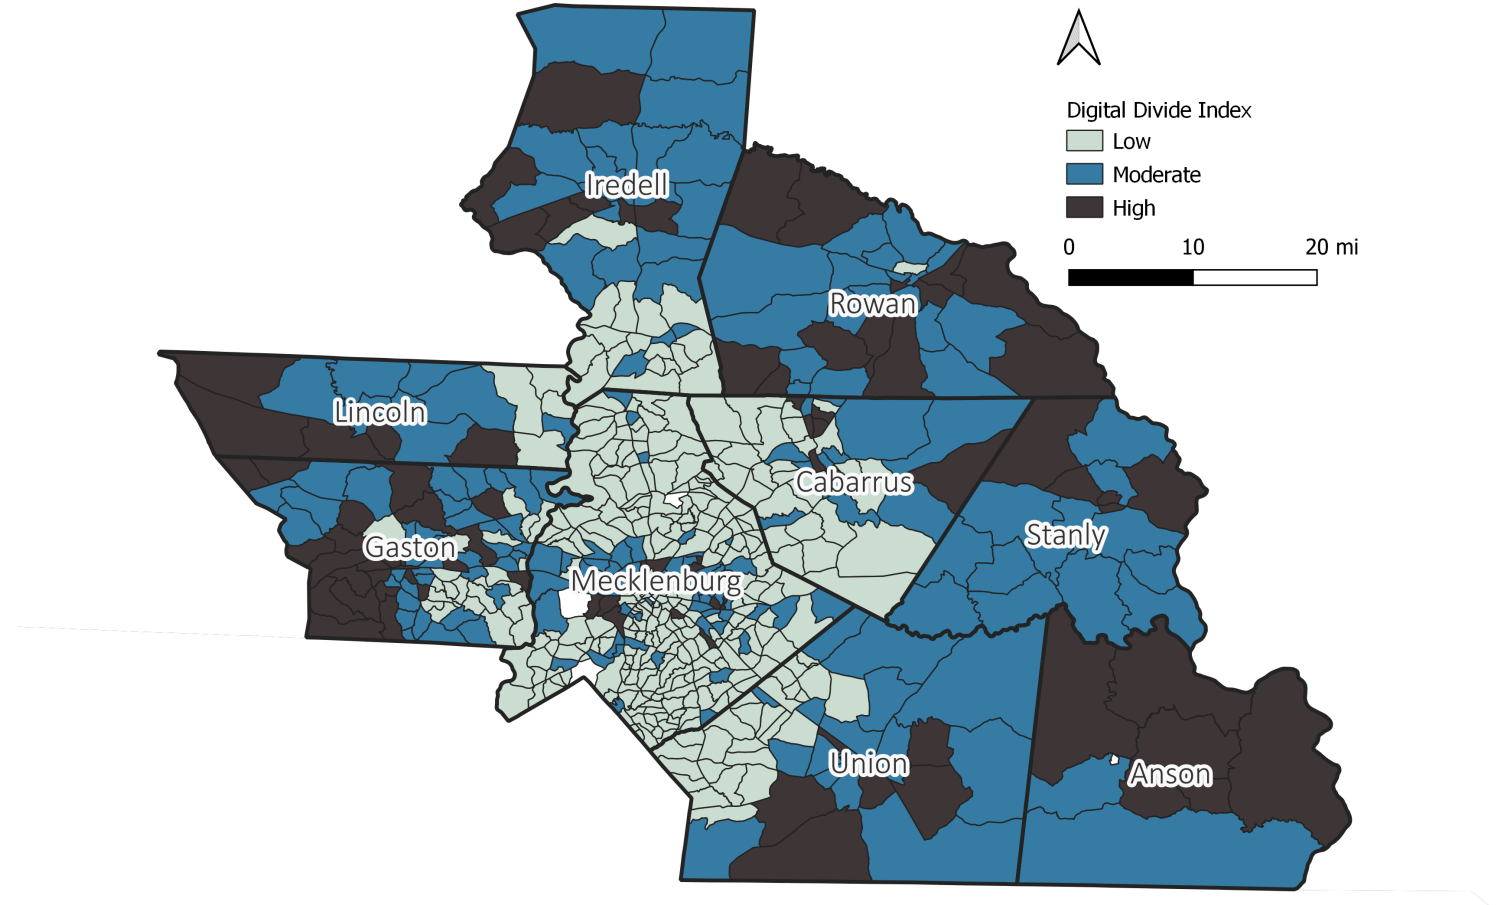 Digital Divide Index
Low
Moderate
High
0 10 20 mi
Iredell
Rowan
Lincoln
Cabarrus
Stanly
Gaston
Mecklenburg
Union
Anson